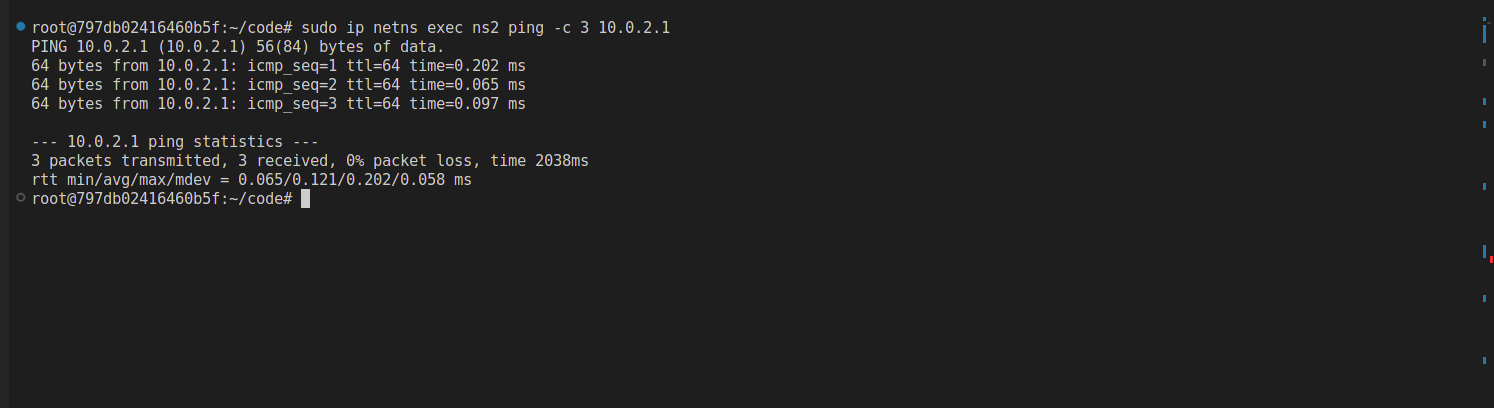 root@797db02416460b5f:~/code# sudo ip netns exec ns2 ping -c 3 10.0.2.1
PING 10.0.2.1 (10.0.2.1) 56(84) bytes of data.
64 bytes from 10.0.2.1: icmp_seq=1 ttl=64 time=0.202 ms
64 bytes from 10.0.2.1: icmp_seq=2 ttl=64 time=0.065 ms
64 bytes from 10.0.2.1: icmp_seq=3 ttl=64 time=0.097 ms

--- 10.0.2.1 ping statistics ---
3 packets transmitted, 3 received, 0% packet loss, time 2038ms
rtt min/avg/max/mdev = 0.065/0.121/0.202/0.058 ms
root@797db02416460b5f:~/code#